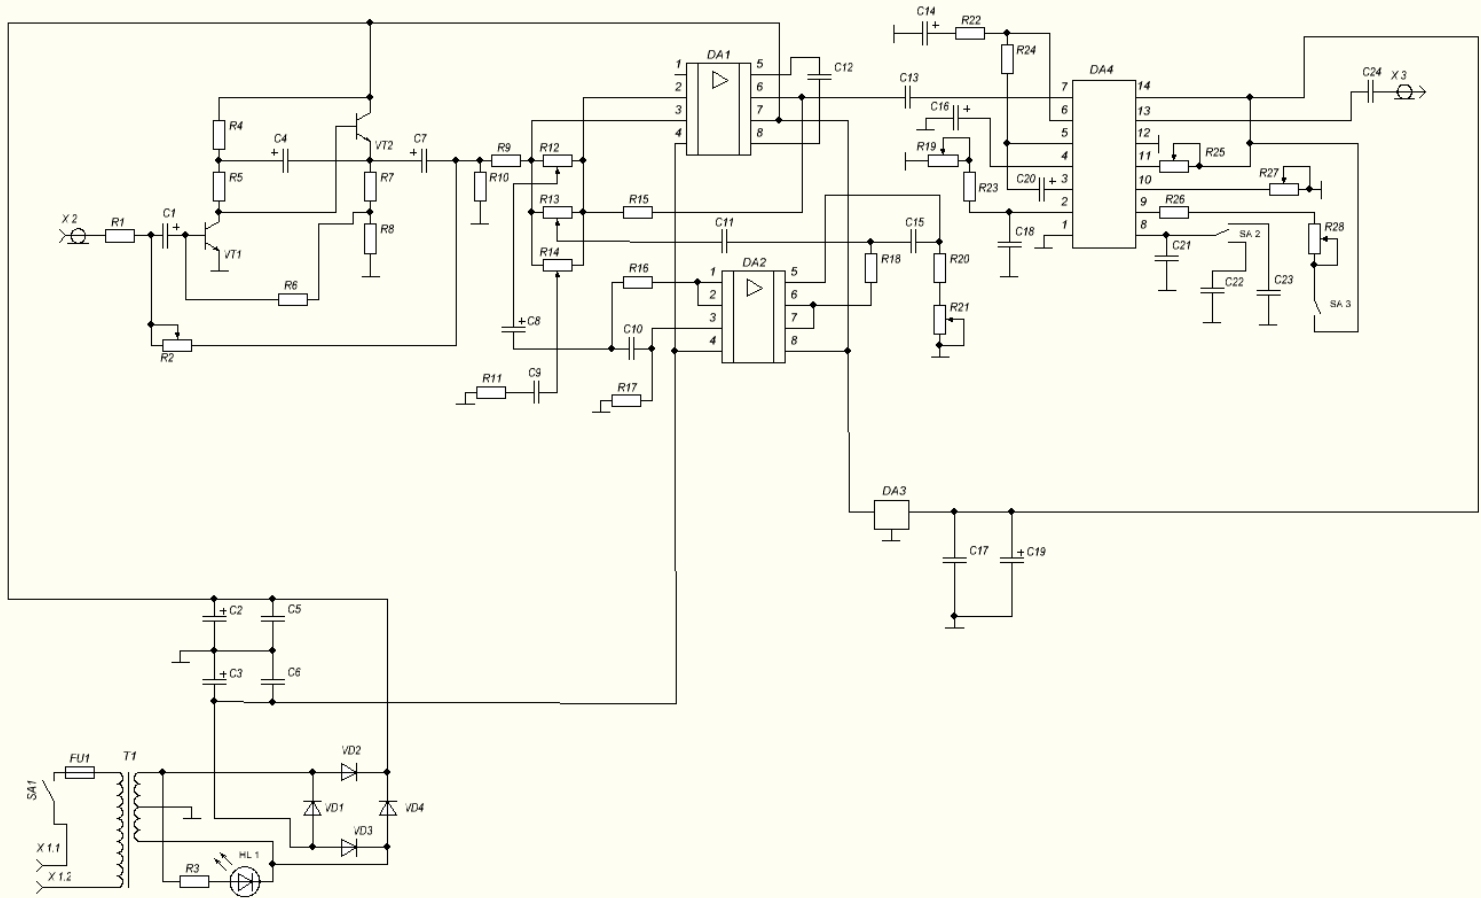 C14
+
R22
R24
DA1
DA4
X 3
C24
1
5
C12
2
6
C13
7
14
3
7
C16
+
6
13
4
8
5
12
R4
C4
+
VT2
C7
+
R9
R12
R19
4
11
R25
R5
R7
R10
C20
+
3
10
R27
R23
2
9
R26
X 2
R1
C1
+
R13
R15
1
8
R8
C11
C15
C18
SA 2
R28
VT1
C21
R14
DA2
R18
R20
R6
R16
1
5
C22
C23
SA 3
2
6
R21
+
C8
C10
3
7
4
8
R2
R11
C9
R17
DA3
C17
+
C19
+
C2
C5
+
C3
C6
FU1
T1
VD2
SA1
VD1
VD4
VD3
X 1.1
HL 1
X 1.2
R3